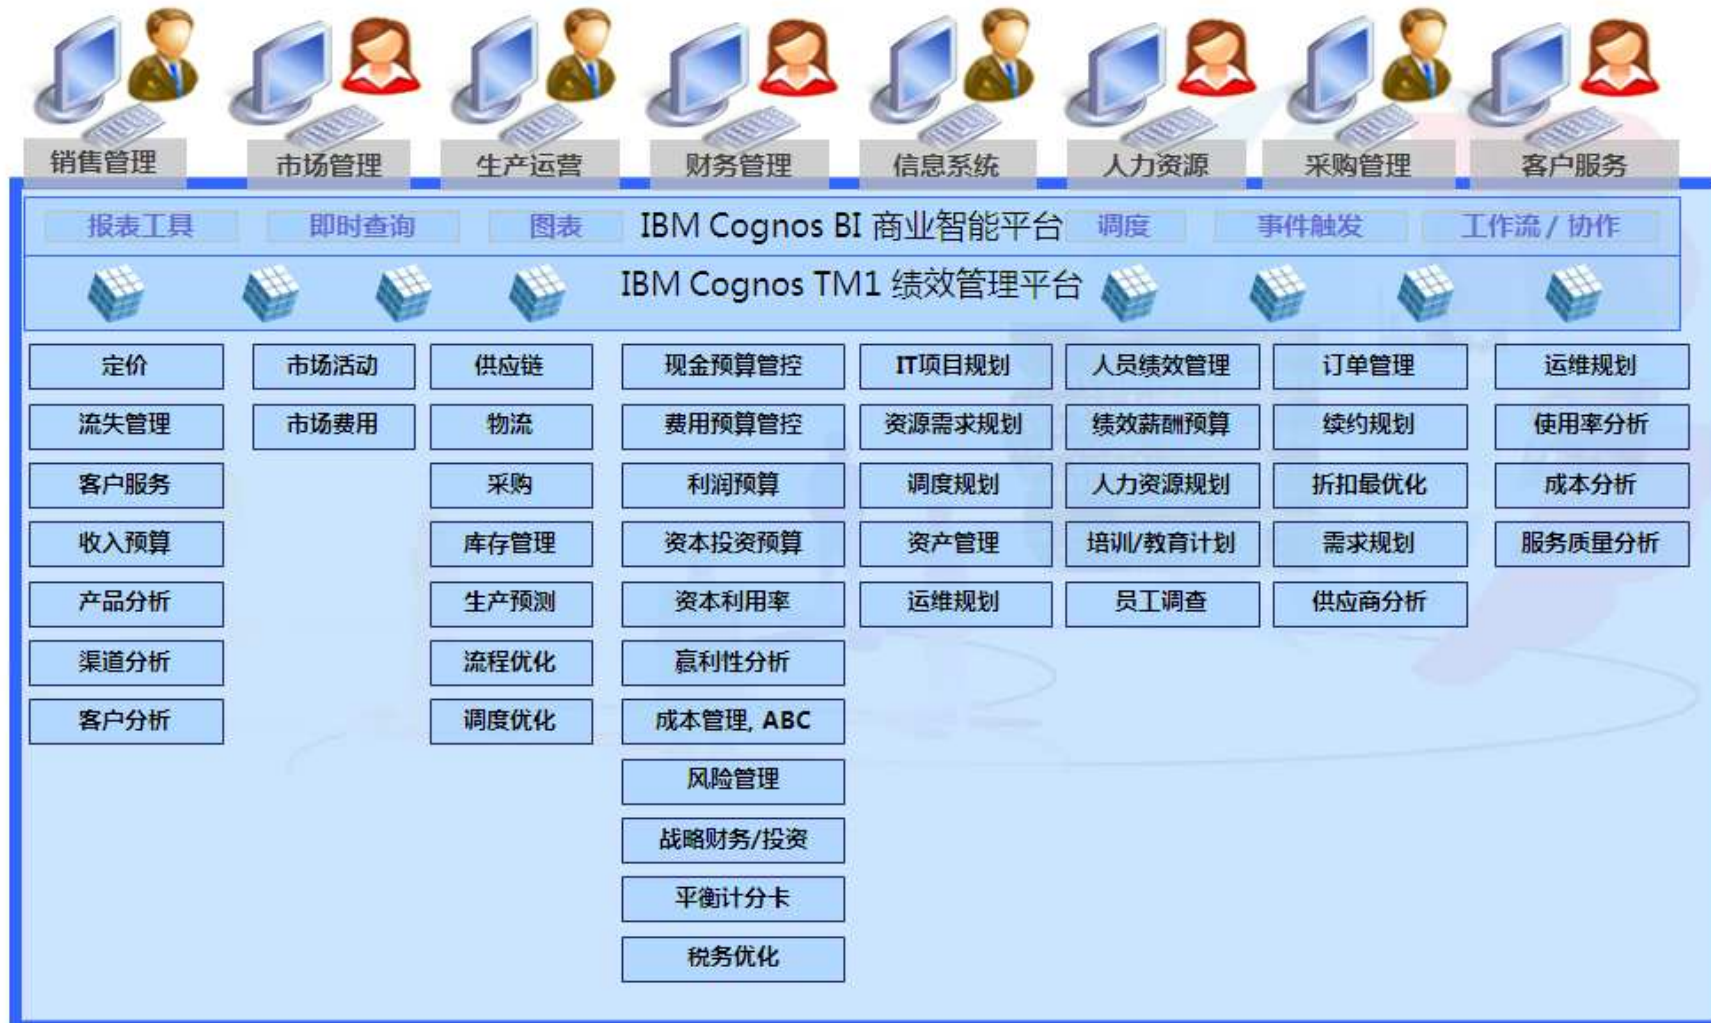 销售管理 市场管理 生产运营 财务管理 信息系统 人力资源 采购管理 客户服务
报表工具 即时查询 图表 IBM Cognos BI 商业智能平台 调度 事件触发 工作流 / 协作
IBM Cognos TM1 绩效管理平台
定价 市场活动 供应链 现金预算管控 IT项目规划 人员绩效管理 订单管理 运维规划
流失管理 市场费用 物流 费用预算管控 资源需求规划 绩效薪酬预算 续约规划 使用率分析
客户服务 采购 利润预算 调度规划 人力资源规划 折扣最优化 成本分析
收入预算 库存管理 资本投资预算 资产管理 培训/教育计划 需求规划 服务质量分析
产品分析 生产预测 资本利用率 运维规划 员工调查 供应商分析
渠道分析 流程优化 赢利性分析
客户分析 调度优化 成本管理, ABC
风险管理
战略财务/投资
平衡计分卡
税务优化